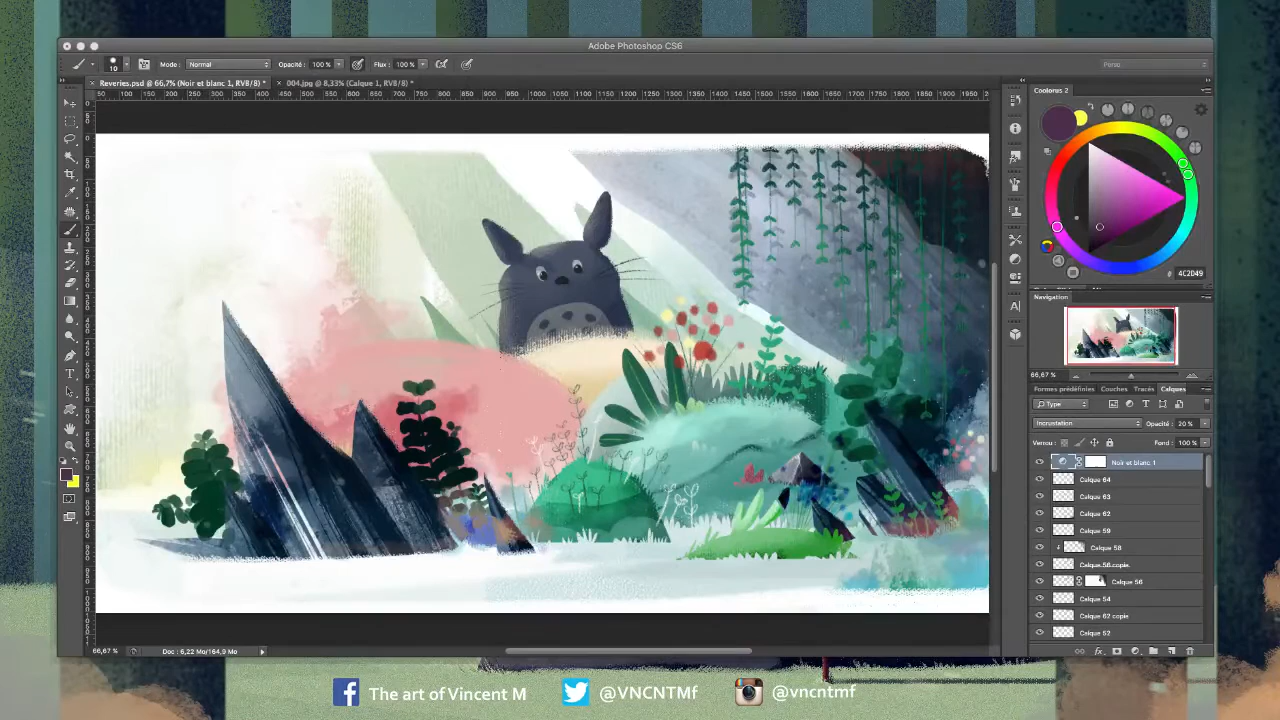 Adobe Photoshop CS6
10 Mode : Normal Opacité : 100 % Flux : 100 %
Reveries.psd @ 66,7% (Noir et blanc 1, RVB/8) * 004.jpg @ 8,33% (Calque 1, RVB/8) *
Coolorus 2
# 4C2D49
Navigation
66,67 %
Formes prédéfinies Couches Tracés Calques
Type
Incrustation Opacité : 20 %
Verrou : Fond : 100 %
Noir et blanc 1
Calque 64
Calque 63
Calque 62
Calque 59
Calque 58
Calque 56 copie
Calque 56
Calque 54
Calque 62 copie
Calque 52
66,67 % Doc : 6,22 Mo/164,9 Mo
The art of Vincent M @VNCNTMf @vncntmf